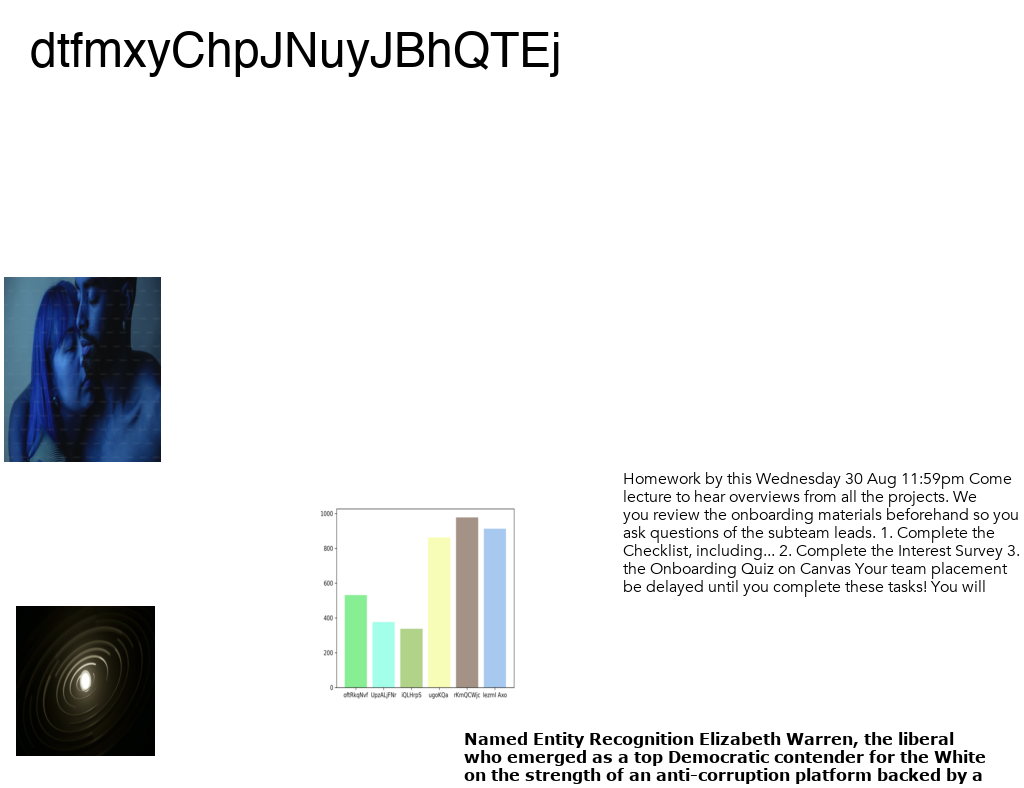 dtfmxyChpJNuyJBhQTEj
Homework by this Wednesday 30 Aug 11:59pm Come
lecture to hear overviews from all the projects. We
you review the onboarding materials beforehand so you
ask questions of the subteam leads. 1. Complete the
Checklist, including... 2. Complete the Interest Survey 3.
the Onboarding Quiz on Canvas Your team placement
be delayed until you complete these tasks! You will
1000
800
600
400
200
0
oftRkqNvf UpzALjFNr iQLHrpS ugoKQa rKmQCWjc lezml Axo
Named Entity Recognition Elizabeth Warren, the liberal
who emerged as a top Democratic contender for the White
on the strength of an anti-corruption platform backed by a